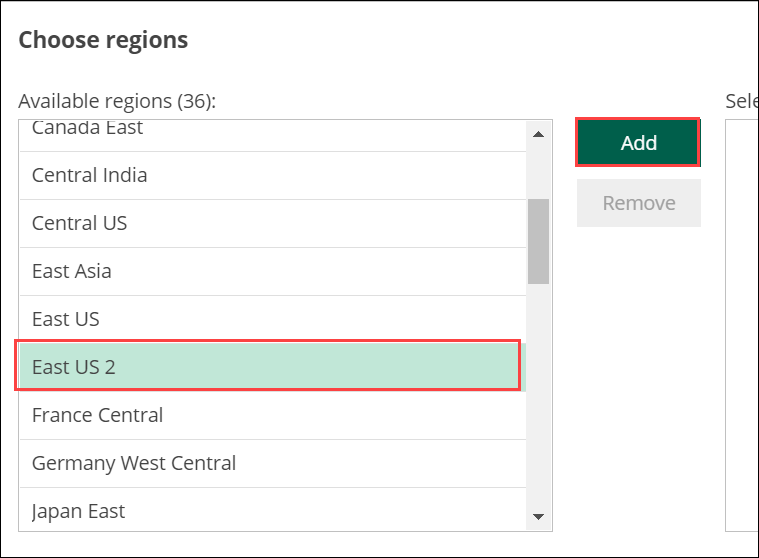 Choose regions
Available regions (36):
Sele
Canada East
Central India
Central US
East Asia
East US
East US 2
France Central
Germany West Central
Japan East
Add
Remove